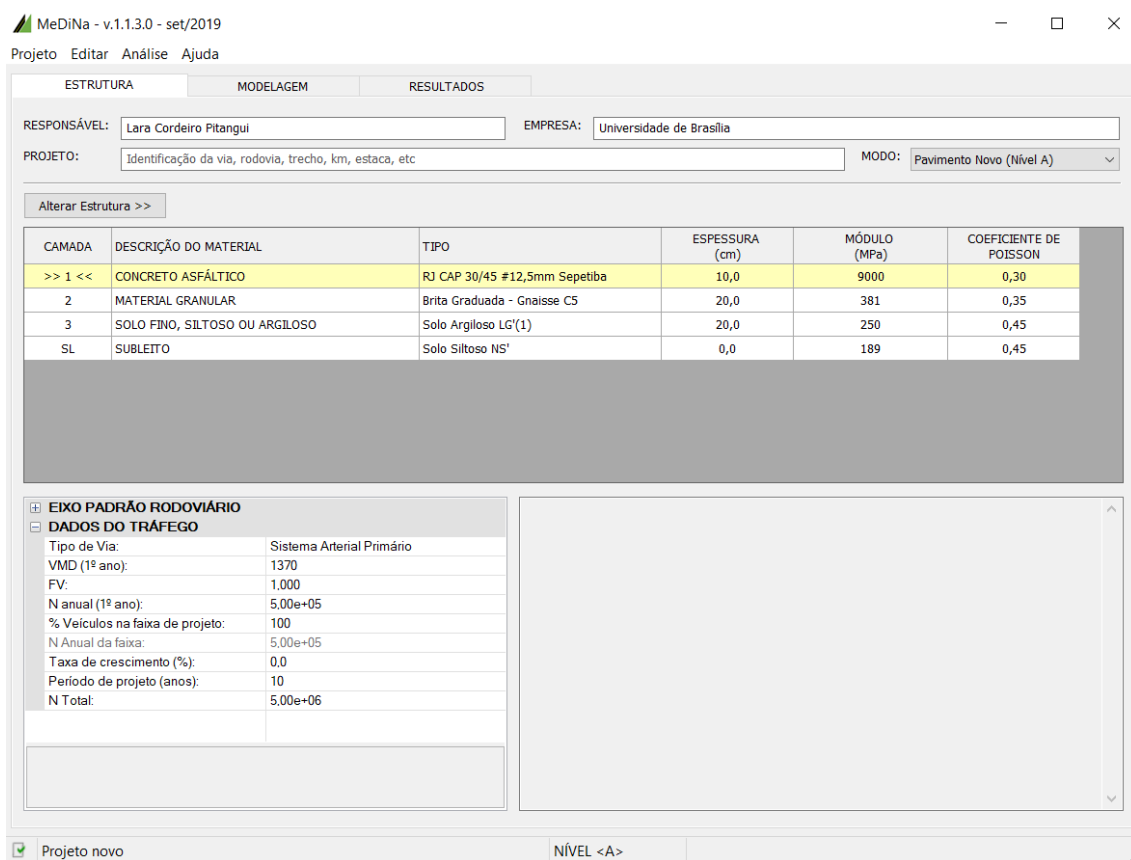 MeDiNa - v.1.1.3.0 - set/2019
Projeto Editar Análise Ajuda
ESTRUTURA MODELAGEM RESULTADOS
RESPONSÁVEL: Lara Cordeiro Pitangui EMPRESA: Universidade de Brasília
PROJETO: Identificação da via, rodovia, trecho, km, estaca, etc MODO: Pavimento Novo (Nível A)
Alterar Estrutura >>
CAMADA DESCRIÇÃO DO MATERIAL TIPO ESPESSURA (cm) MÓDULO (MPa) COEFICIENTE DE POISSON
>> 1 << CONCRETO ASFÁLTICO RJ CAP 30/45 #12,5mm Sepetiba 10,0 9000 0,30
2 MATERIAL GRANULAR Brita Graduada - Gnaisse C5 20,0 381 0,35
3 SOLO FINO, SILTOSO OU ARGILOSO Solo Argiloso LG'(1) 20,0 250 0,45
SL SUBLEITO Solo Siltoso NS' 0,0 189 0,45
EIXO PADRÃO RODOVIÁRIO
DADOS DO TRÁFEGO
Tipo de Via: Sistema Arterial Primário
VMD (1º ano): 1370
FV: 1,000
N anual (1º ano): 5,00e+05
% Veículos na faixa de projeto: 100
N Anual da faixa: 5,00e+05
Taxa de crescimento (%): 0,0
Período de projeto (anos): 10
N Total: 5,00e+06
Projeto novo NÍVEL <A>